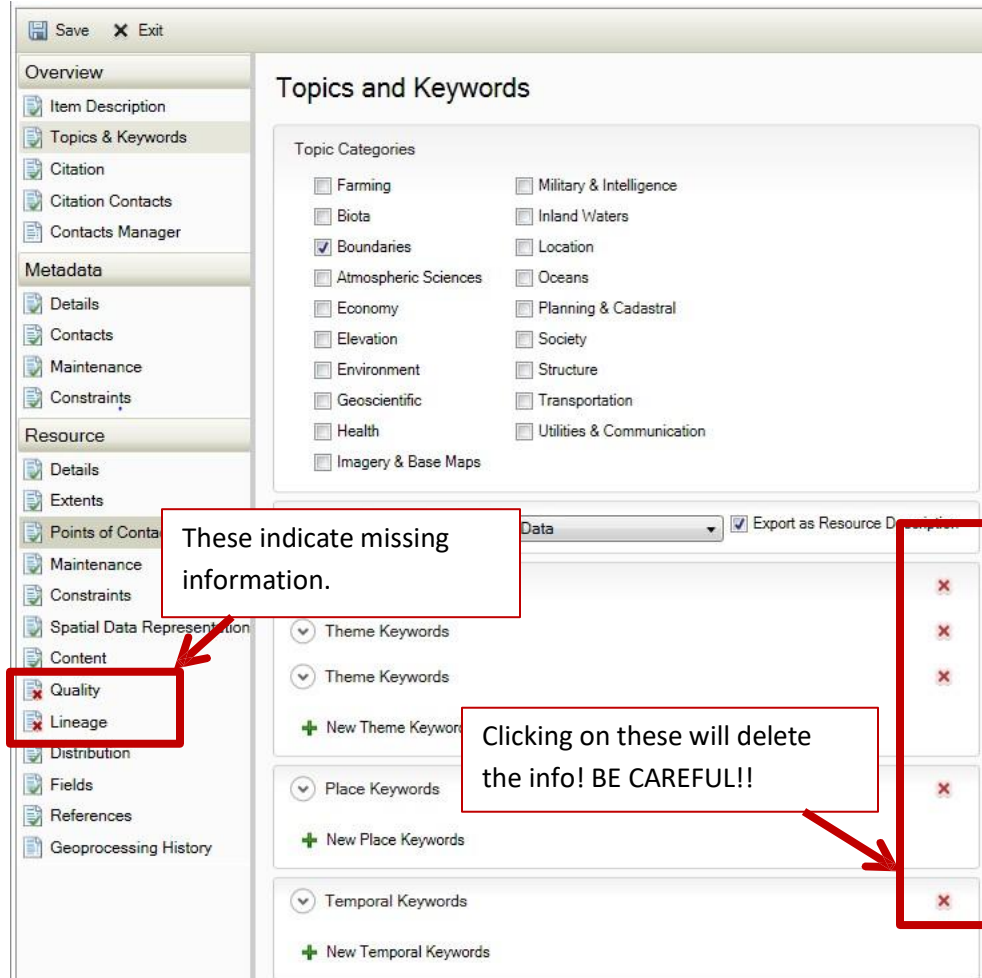 Save Exit
Overview
Item Description
Topics & Keywords
Citation
Citation Contacts
Contacts Manager
Metadata
Details
Contacts
Maintenance
Constraints
Resource
Details
Extents
Points of Conta
Maintenance
Constraints
Spatial Data Representation
Content
Quality
Lineage
Distribution
Fields
References
Geoprocessing History
Topics and Keywords
Topic Categories
Farming Military & Intelligence
Biota Inland Waters
Boundaries Location
Atmospheric Sciences Oceans
Economy Planning & Cadastral
Elevation Society
Environment Structure
Geoscientific Transportation
Health Utilities & Communication
Imagery & Base Maps
Data Export as Resource Description
These indicate missing
information.
Theme Keywords
Theme Keywords
New Theme Keyword
Clicking on these will delete
the info! BE CAREFUL!!
Place Keywords
New Place Keywords
Temporal Keywords
New Temporal Keywords